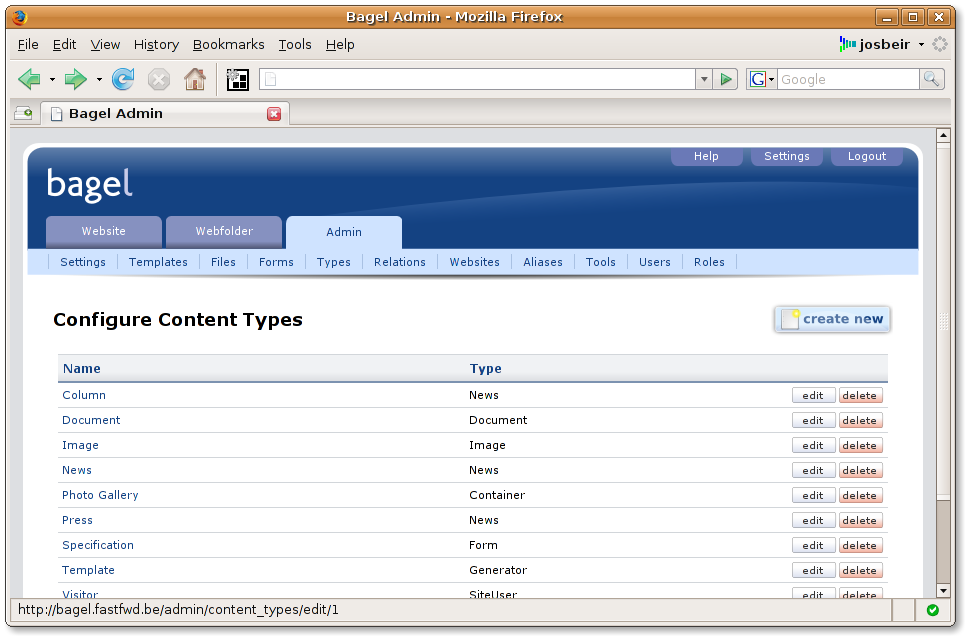 Bagel Admin - Mozilla Firefox
File Edit View History Bookmarks Tools Help josbeir
G Google
Bagel Admin
Help Settings Logout
bagel
Website Webfolder Admin
Settings Templates Files Forms Types Relations Websites Aliases Tools Users Roles
Configure Content Types create new
Name Type
Column News edit delete
Document Document edit delete
Image Image edit delete
News News edit delete
Photo Gallery Container edit delete
Press News edit delete
Specification Form edit delete
Template Generator edit delete
Visitor SiteUser edit delete
http://bagel.fastfwd.be/admin/content_types/edit/1